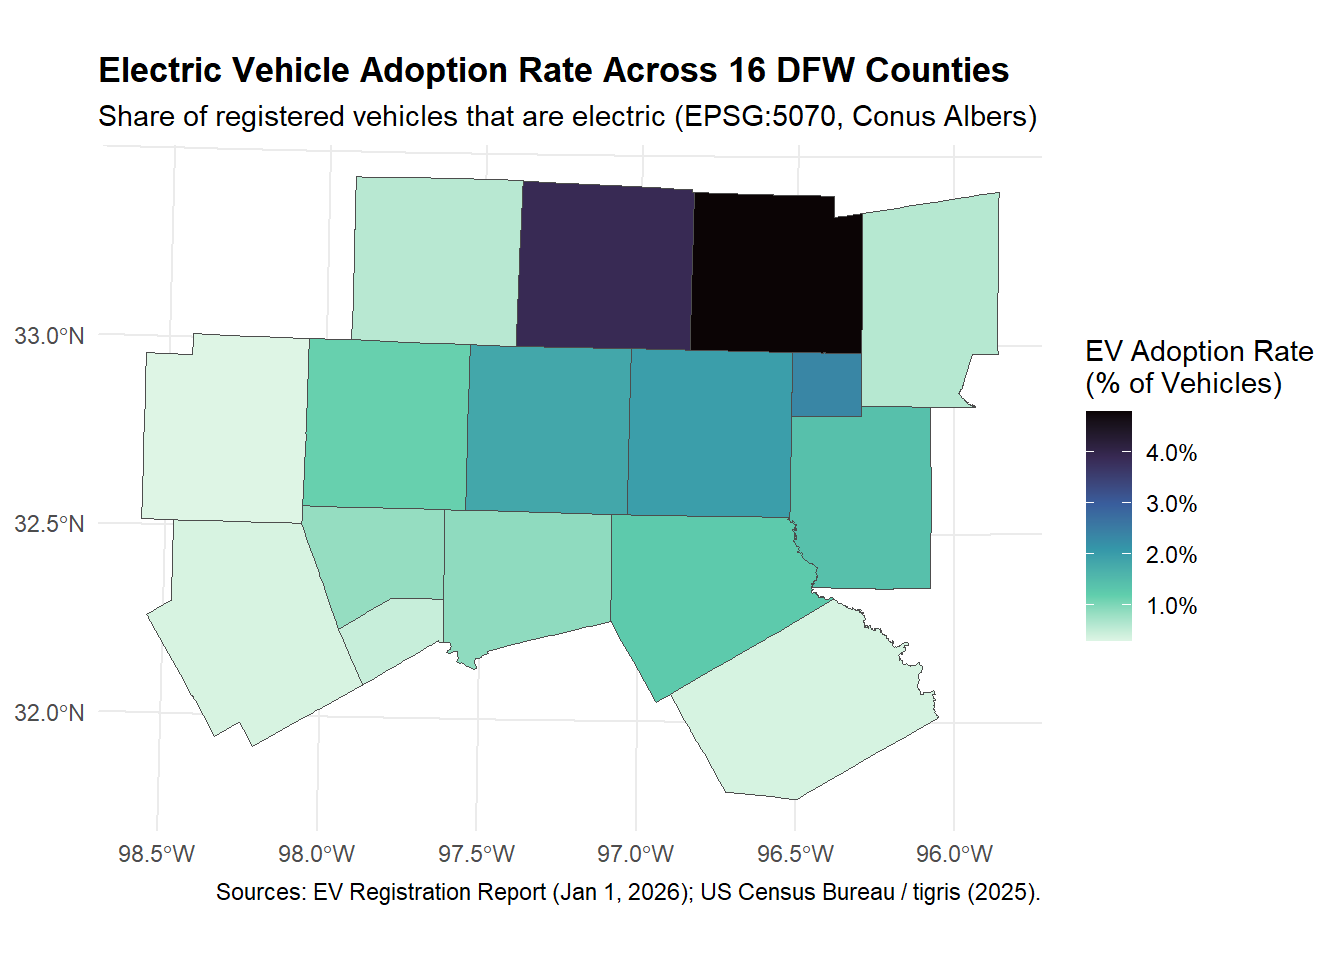 Electric Vehicle Adoption Rate Across 16 DFW Counties
Share of registered vehicles that are electric (EPSG:5070, Conus Albers)
33.0°N
32.5°N
32.0°N
98.5°W
98.0°W
97.5°W
97.0°W
96.5°W
96.0°W
EV Adoption Rate
(% of Vehicles)
4.0%
3.0%
2.0%
1.0%
Sources: EV Registration Report (Jan 1, 2026); US Census Bureau / tigris (2025).